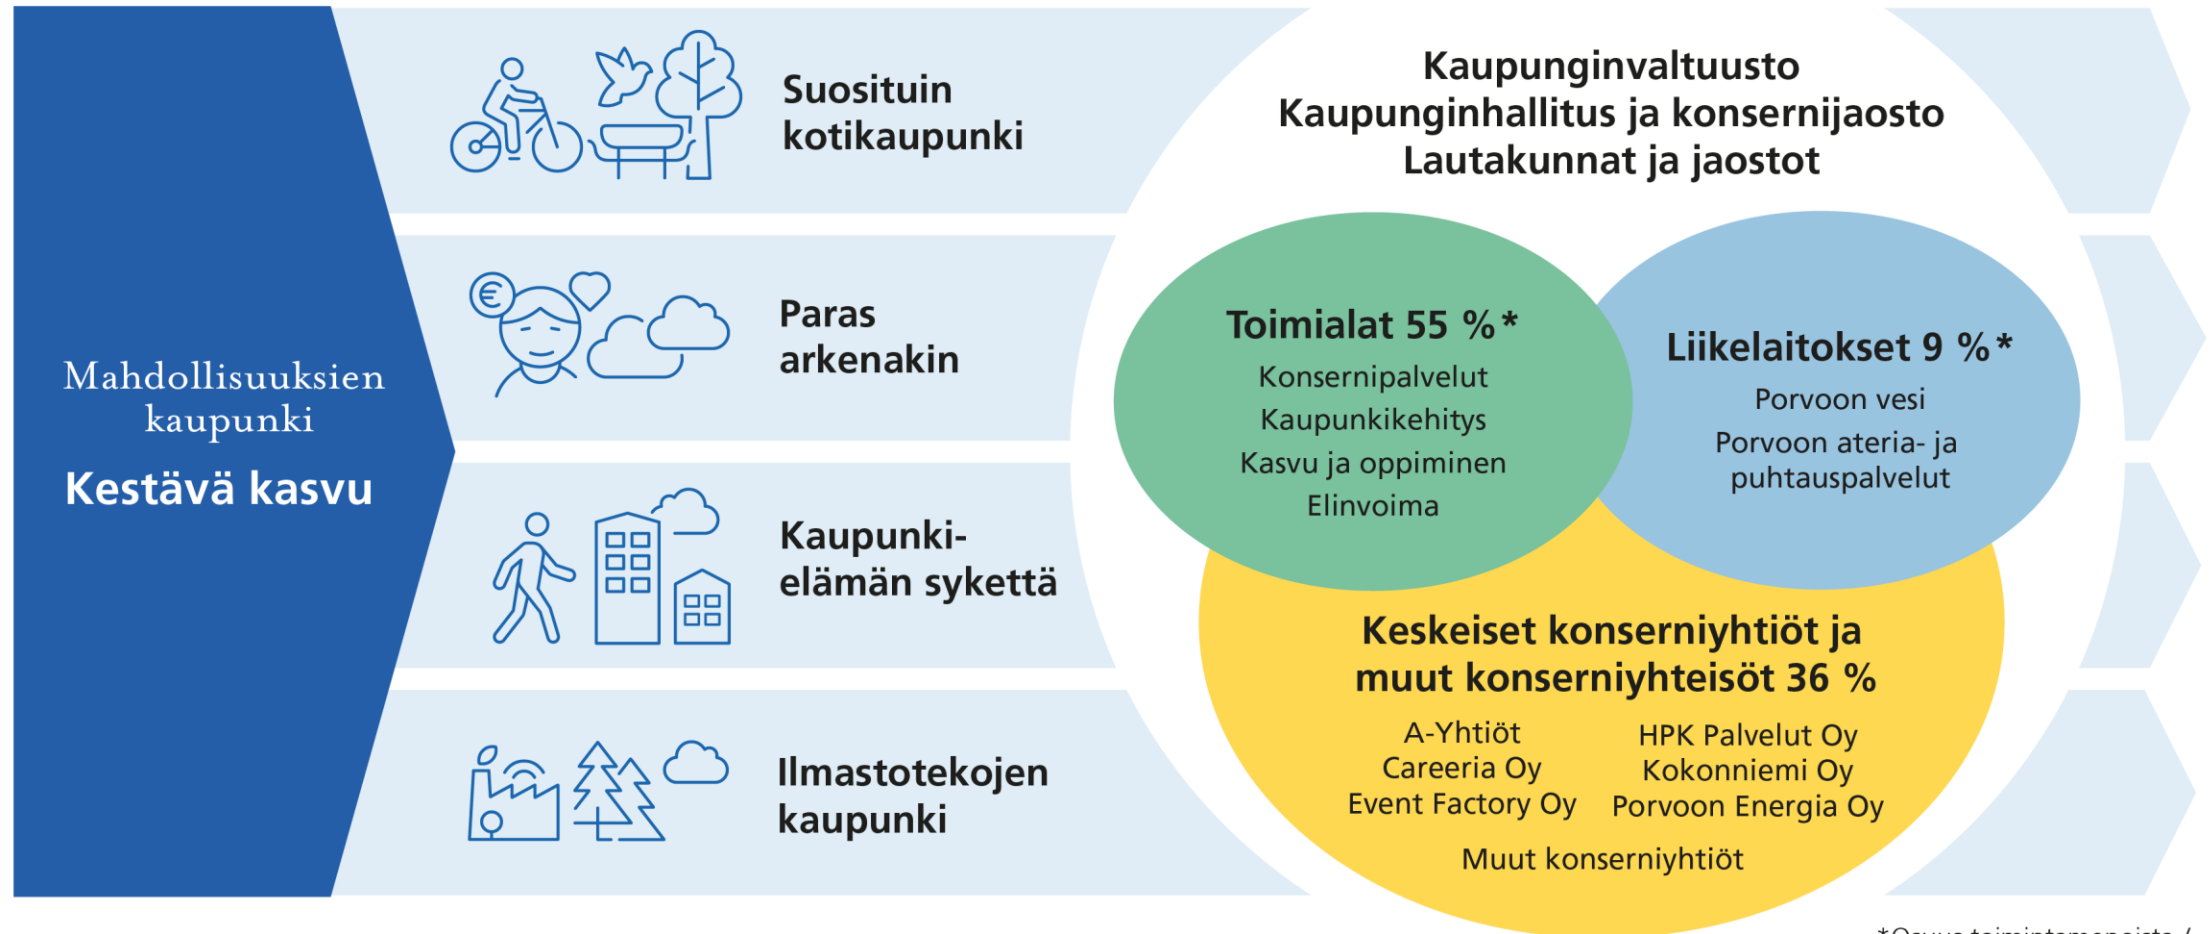 Mahdollisuuksien
kaupunki
Kestävä kasvu
Suosituin
kotikaupunki
Paras
arkenakin
€
Kaupunki-
elämän sykettä
Ilmastotekojen
kaupunki
Kaupunginvaltuusto
Kaupunginhallitus ja konsernijaosto
Lautakunnat ja jaostot
Toimialat 55 %*
Konsernipalvelut
Kaupunkikehitys
Kasvu ja oppiminen
Elinvoima
Liikelaitokset 9 %*
Porvoon vesi
Porvoon ateria- ja
puhtauspalvelut
Keskeiset konserniyhtiöt ja
muut konserniyhteisöt 36 %
A-Yhtiöt
Careeria Oy
Event Factory Oy
HPK Palvelut Oy
Kokonniemi Oy
Porvoon Energia Oy
Muut konserniyhtiöt